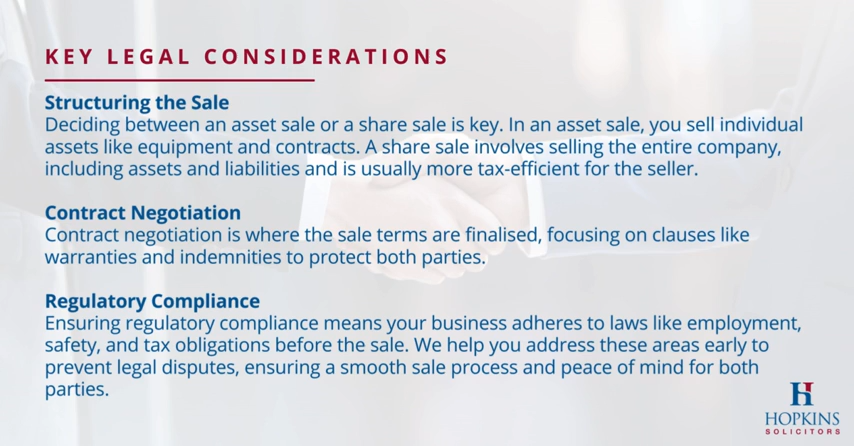 KEY LEGAL CONSIDERATIONS
Structuring the Sale
Deciding between an asset sale or a share sale is key. In an asset sale, you sell individual
assets like equipment and contracts. A share sale involves selling the entire company,
including assets and liabilities and is usually more tax-efficient for the seller.
Contract Negotiation
Contract negotiation is where the sale terms are finalised, focusing on clauses like
warranties and indemnities to protect both parties.
Regulatory Compliance
Ensuring regulatory compliance means your business adheres to laws like employment,
safety, and tax obligations before the sale. We help you address these areas early to
prevent legal disputes, ensuring a smooth sale process and peace of mind for both
parties.
H
HOPKINS
SOLICITORS